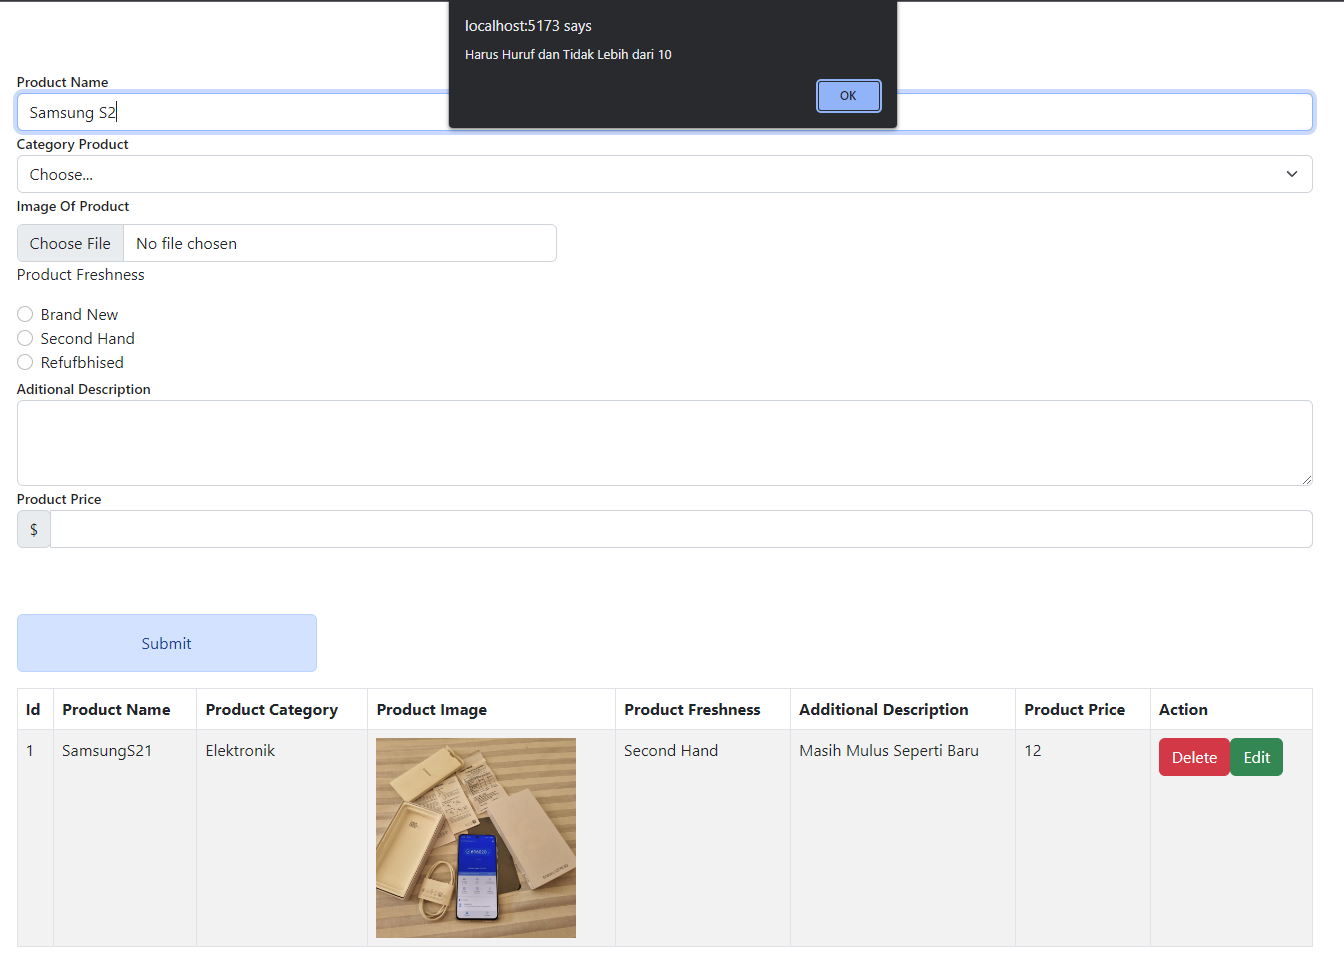 localhost:5173 says
Harus Huruf dan Tidak Lebih dari 10
OK
Product Name
Samsung S2
Category Product
Choose...
Image Of Product
Choose File No file chosen
Product Freshness
Brand New
Second Hand
Refufbhised
Aditional Description
Product Price
$
Submit
Id Product Name Product Category Product Image Product Freshness Additional Description Product Price Action
1 SamsungS21 Elektronik Second Hand Masih Mulus Seperti Baru 12 Delete Edit